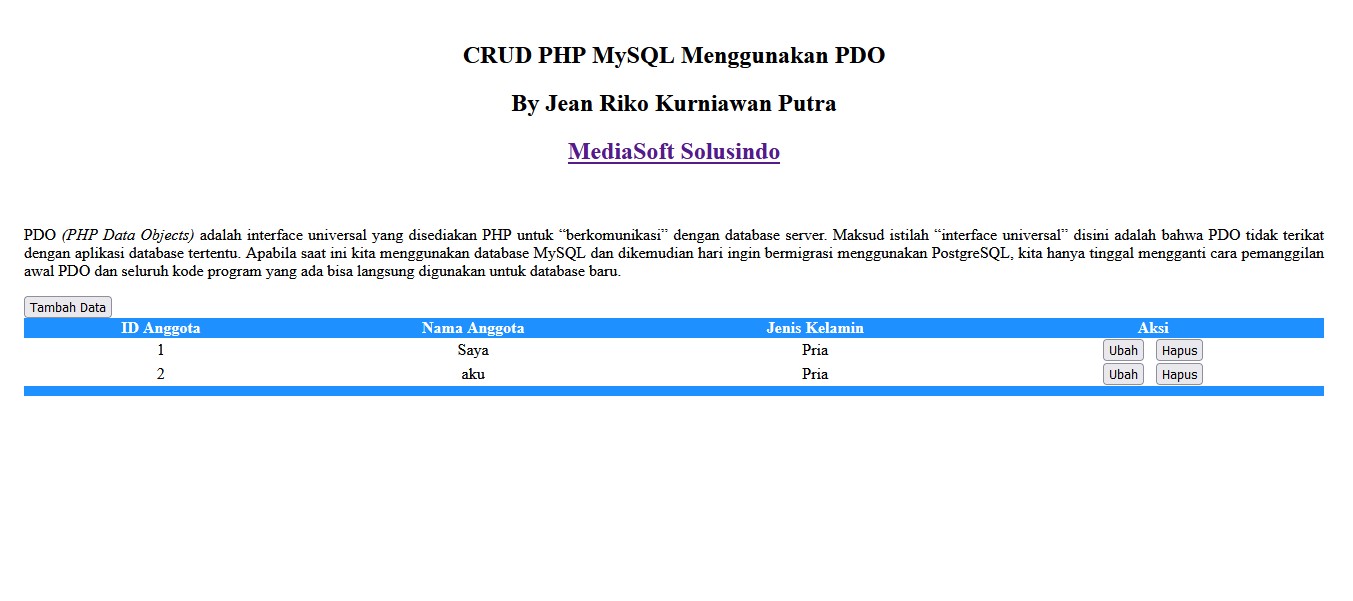 CRUD PHP MySQL Menggunakan PDO
By Jean Riko Kurniawan Putra
MediaSoft Solusindo
PDO (PHP Data Objects) adalah interface universal yang disediakan PHP untuk “berkomunikasi” dengan database server. Maksud istilah “interface universal” disini adalah bahwa PDO tidak terikat
dengan aplikasi database tertentu. Apabila saat ini kita menggunakan database MySQL dan dikemudian hari ingin bermigrasi menggunakan PostgreSQL, kita hanya tinggal mengganti cara pemanggilan
awal PDO dan seluruh kode program yang ada bisa langsung digunakan untuk database baru.
Tambah Data
ID Anggota Nama Anggota Jenis Kelamin Aksi
1 Saya Pria Ubah Hapus
2 aku Pria Ubah Hapus